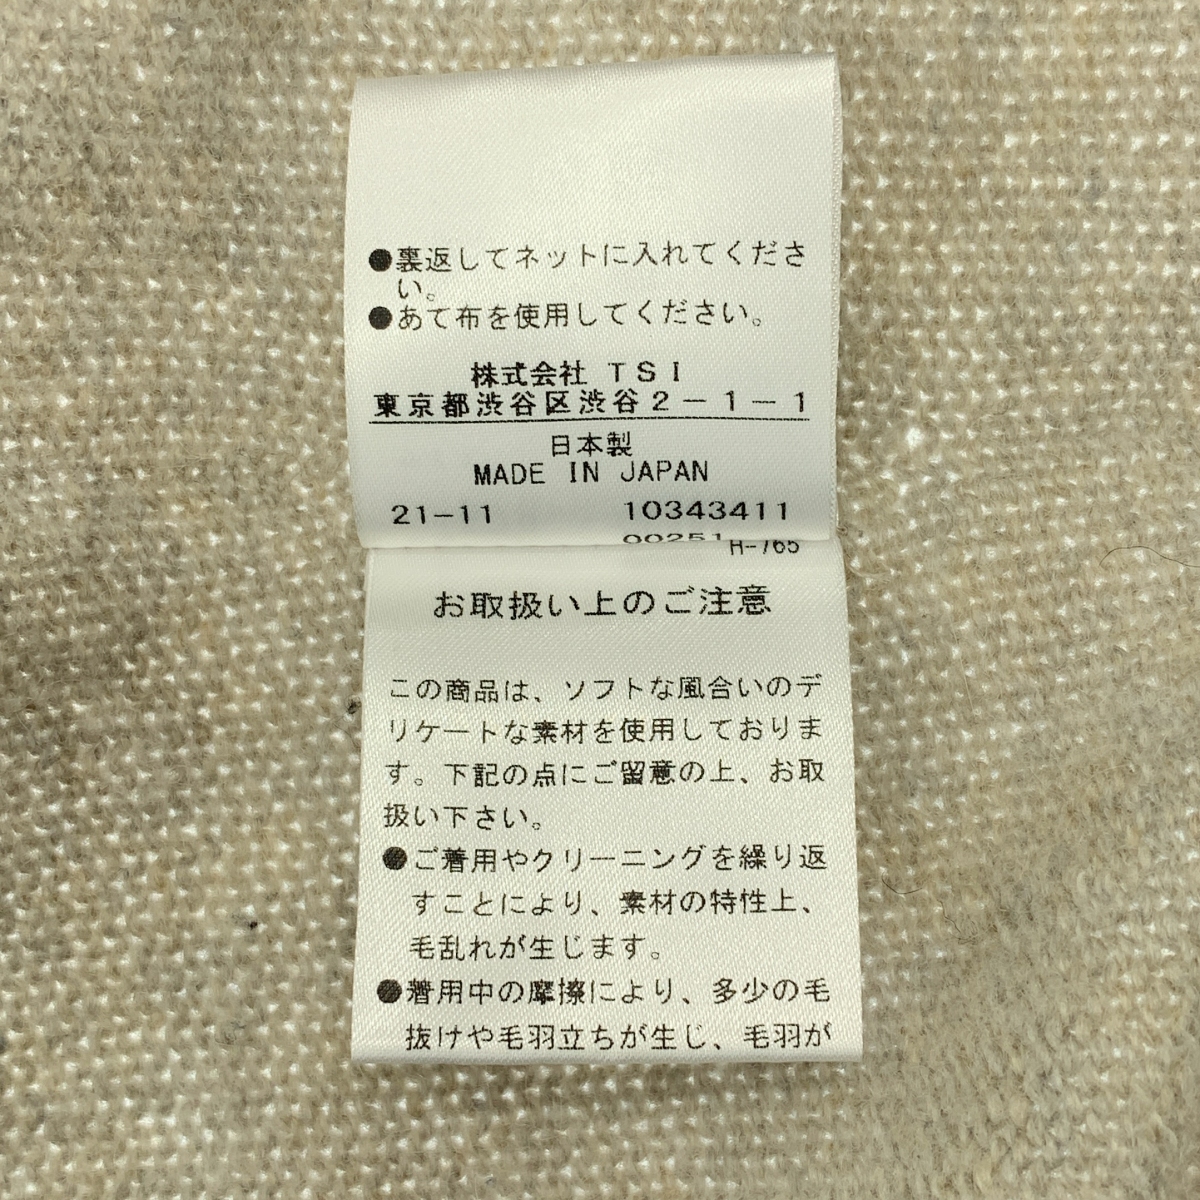 ●裏返してネットに入れてくださ
い。
●あて布を使用してください。
株式会社 TSI
東京都渋谷区渋谷2-1-1
日本製
MADE IN JAPAN
21-11 10343411
00251 H-765
お取扱い上のご注意
この商品は、ソフトな風合いのデ
リケートな素材を使用しておりま
す。下記の点にご留意の上、お取
扱い下さい。
●ご着用やクリーニングを繰り返
すことにより、素材の特性上、
毛乱れが生じます。
●着用中の摩擦により、多少の毛
抜けや毛羽立ちが生じ、毛羽が